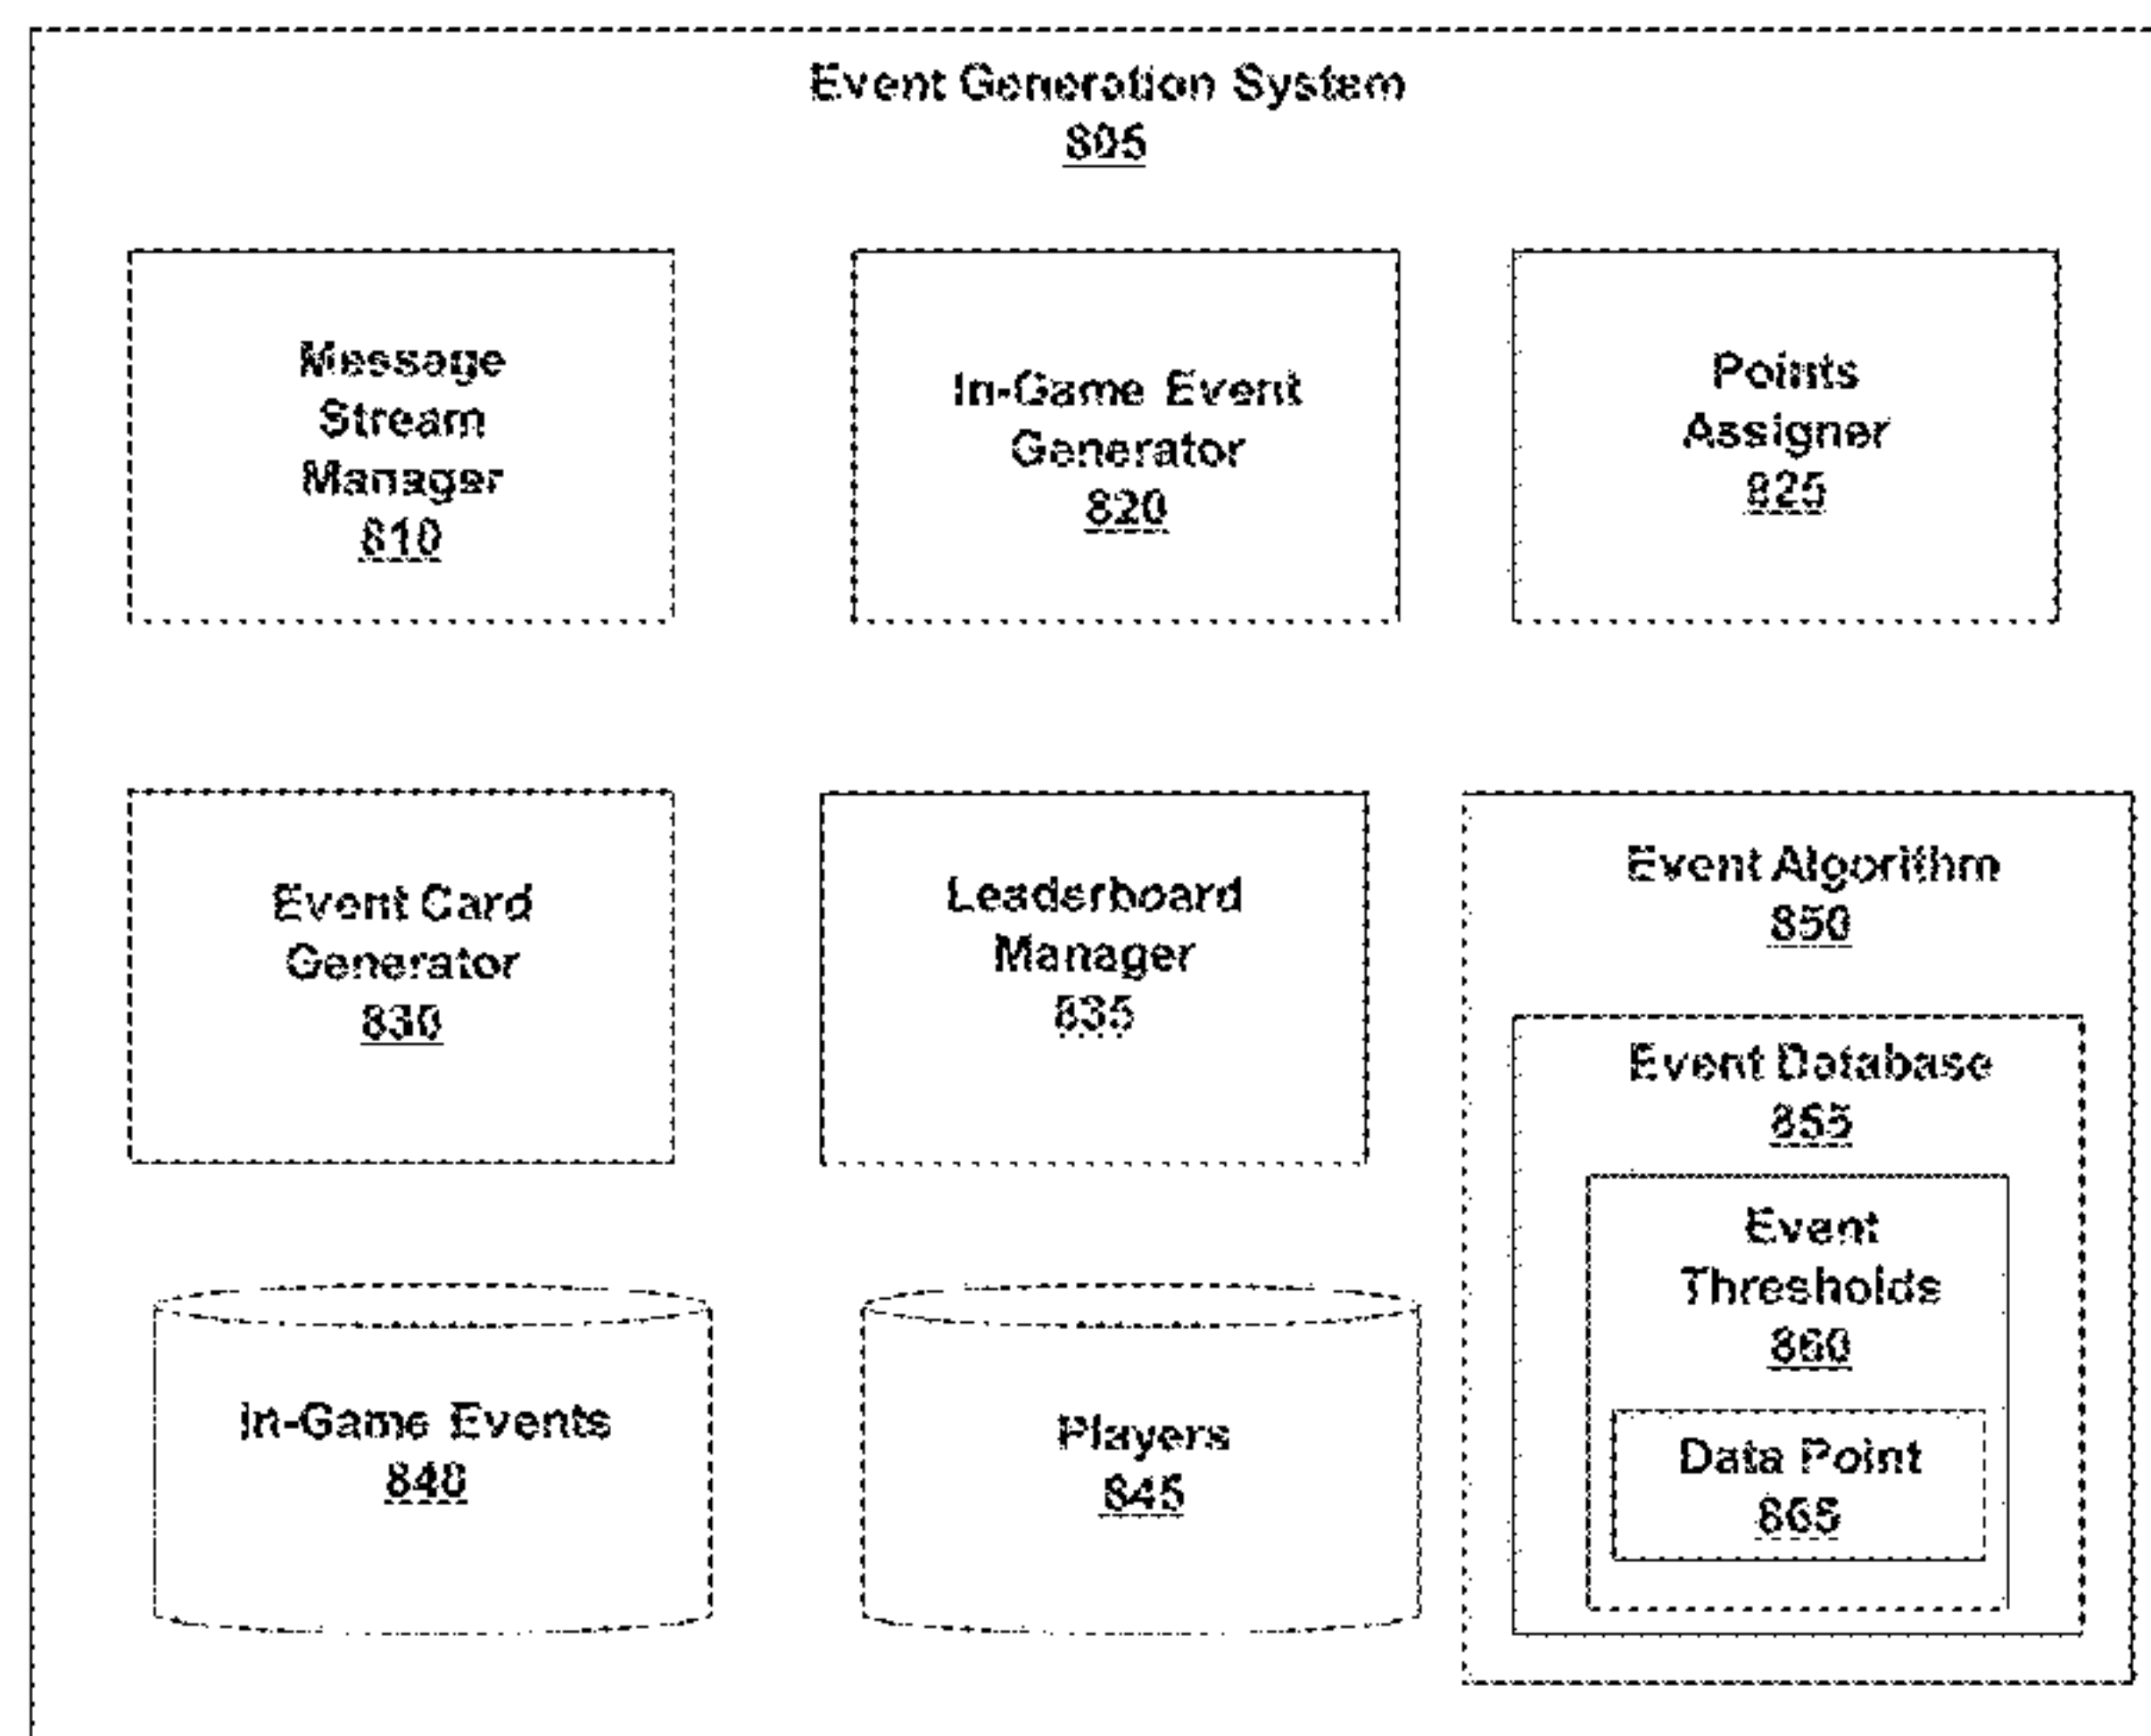 Event Generation System
805
Message
Stream
Manager
810
In-Game Event
Generator
820
Points
Assigner
825
Event Card
Generator
830
Leaderboard
Manager
835
Event Algorithm
850
Event Database
855
Event
Thresholds
860
Data Point
865
In-Game Events
840
Players
845